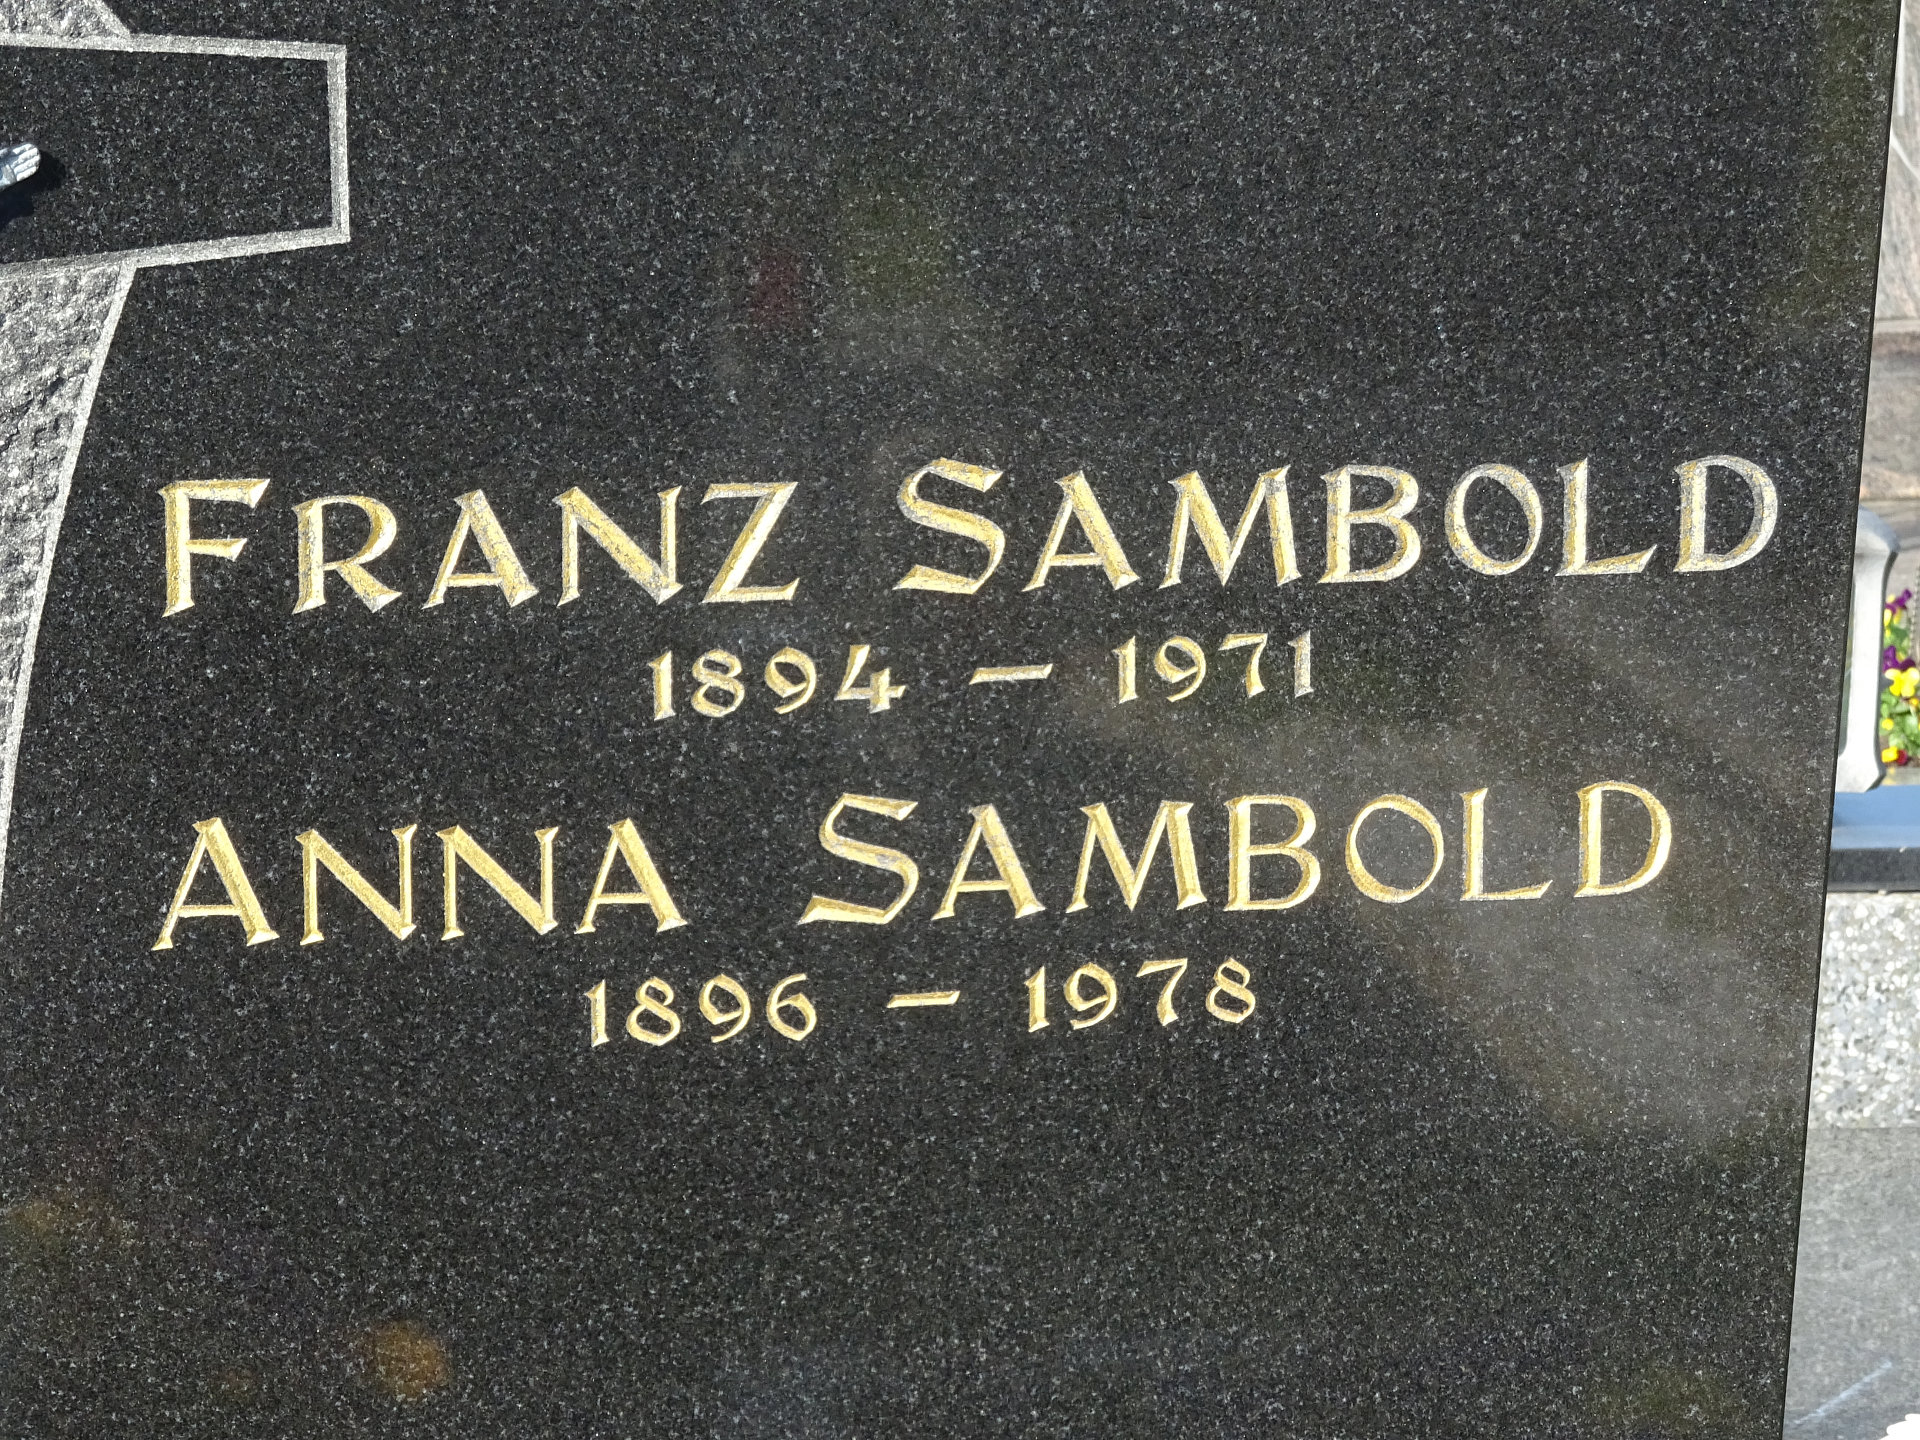 FRANZ SAMBOLD
1894 – 1971
ANNA SAMBOLD
1896 – 1978